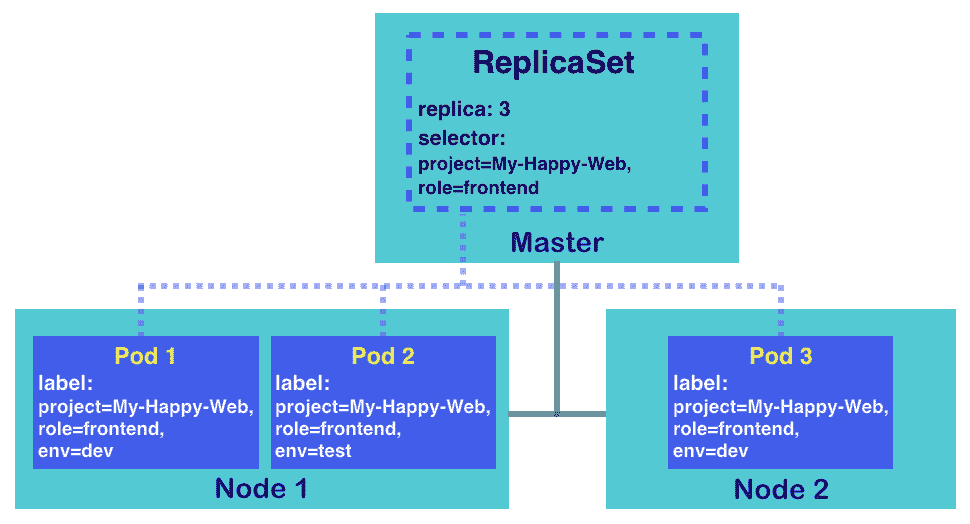 ReplicaSet
replica: 3
selector:
project=My-Happy-Web,
role=frontend
Master
Pod 1
label:
project=My-Happy-Web,
role=frontend,
env=dev
Pod 2
label:
project=My-Happy-Web,
role=frontend,
env=test
Node 1
Pod 3
label:
project=My-Happy-Web,
role=frontend,
env=dev
Node 2